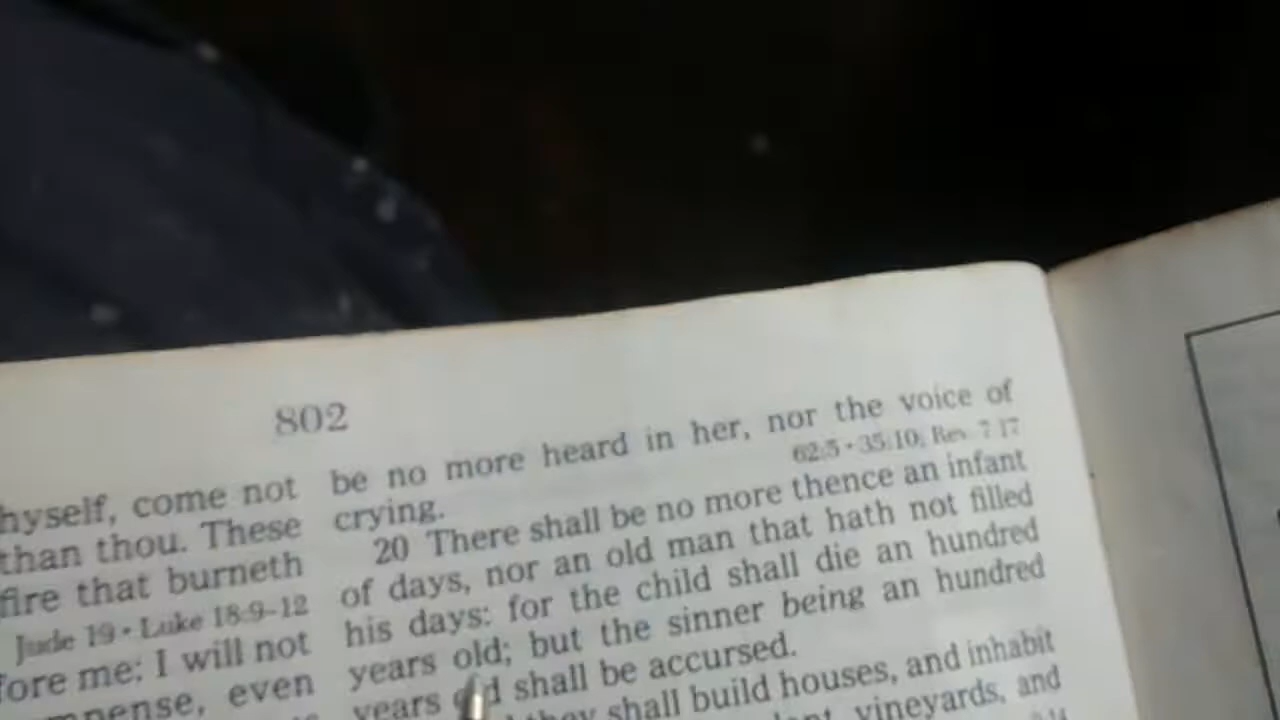 802
hyself, come not
than thou. These
fire that burneth
Jude 19 • Luke 18:9-12
fore me: I will not
even
be no more heard in her, nor the voice of
62:5 • 35:10; Rev. 7:17
crying.
20 There shall be no more thence an infant
of days, nor an old man that hath not filled
his days: for the child shall die an hundred
years old; but the sinner being an hundred
years old shall be accursed.
they shall build houses, and inhabit
vineyards, and